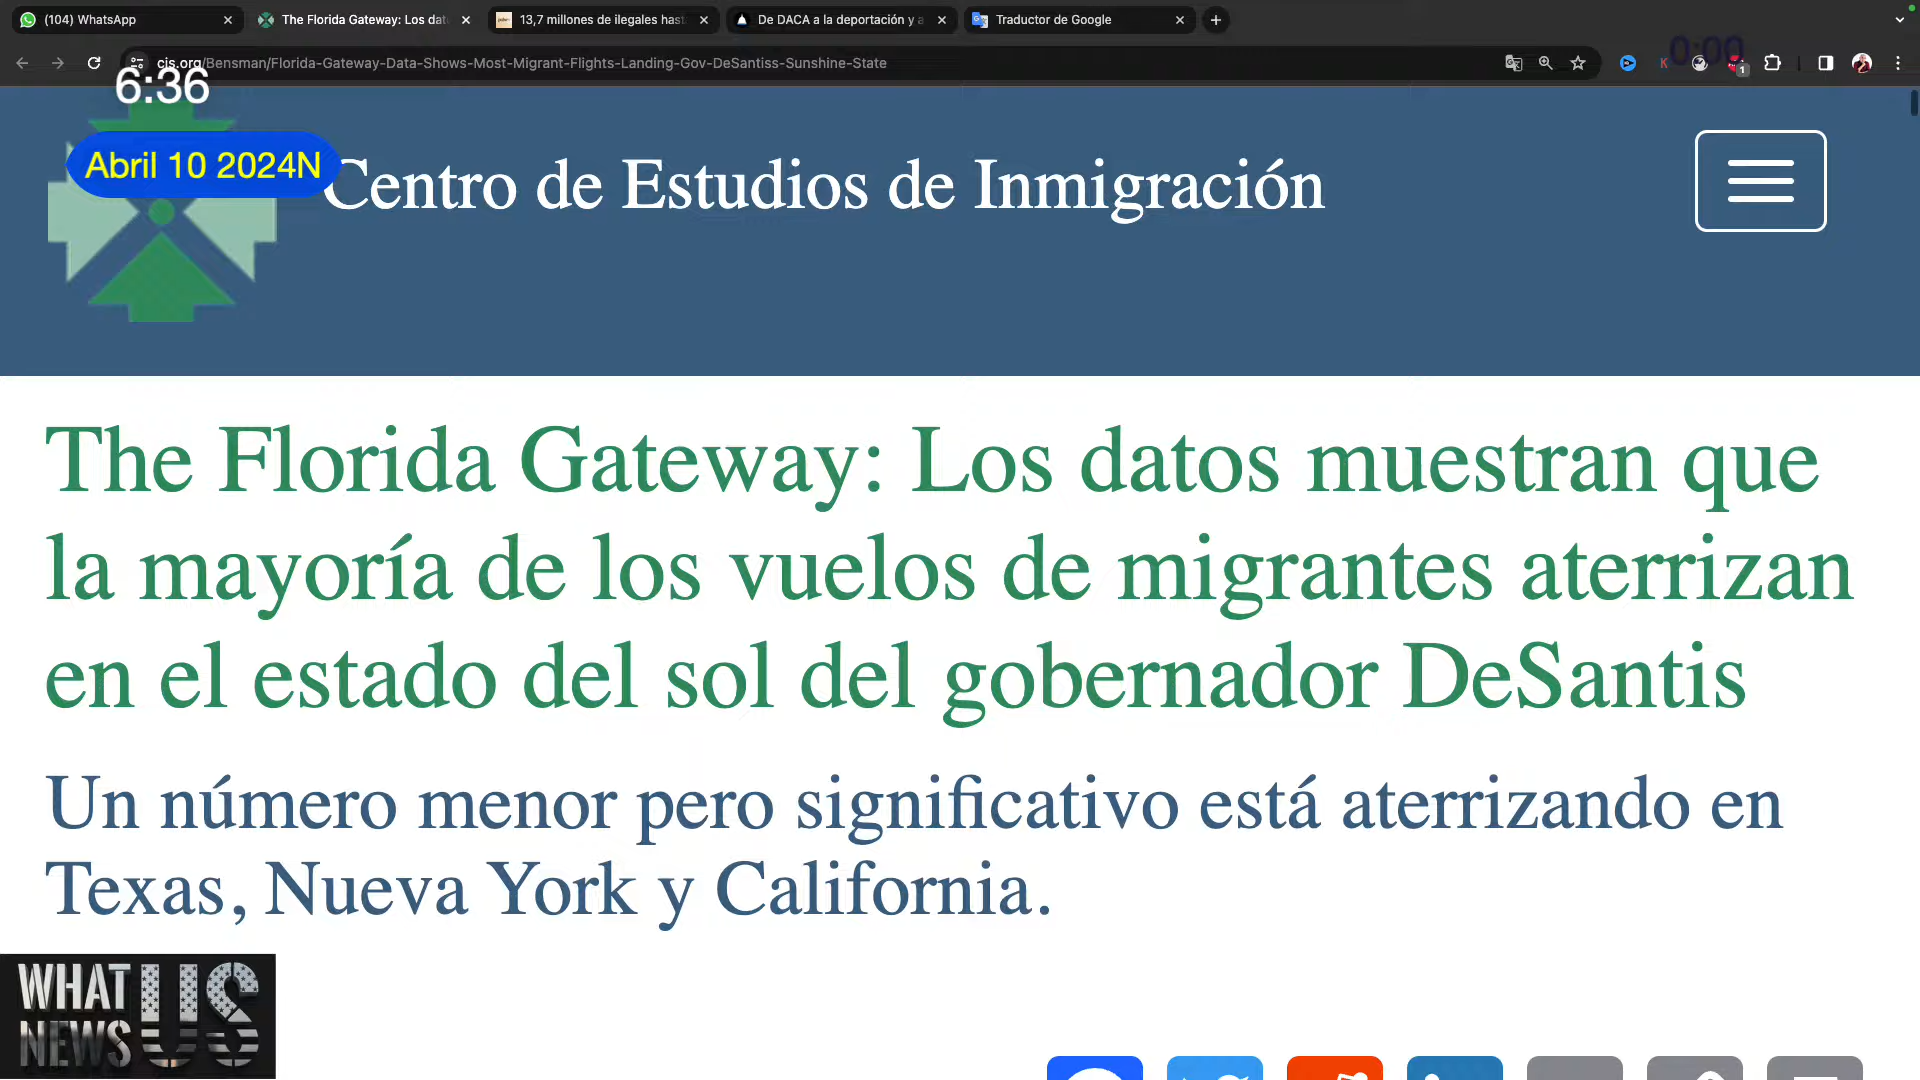 (104) WhatsApp
The Florida Gateway: Los dat
13,7 millones de ilegales hast
De DACA a la deportación y a
Traductor de Google
cis.org/Bensman/Florida-Gateway-Data-Shows-Most-Migrant-Flights-Landing-Gov-DeSantiss-Sunshine-State
0:00
1
6:36
Abril 10 2024N
Centro de Estudios de Inmigración
The Florida Gateway: Los datos muestran que
la mayoría de los vuelos de migrantes aterrizan
en el estado del sol del gobernador DeSantis
Un número menor pero significativo está aterrizando en
Texas, Nueva York y California.
WHAT
NEWS
US